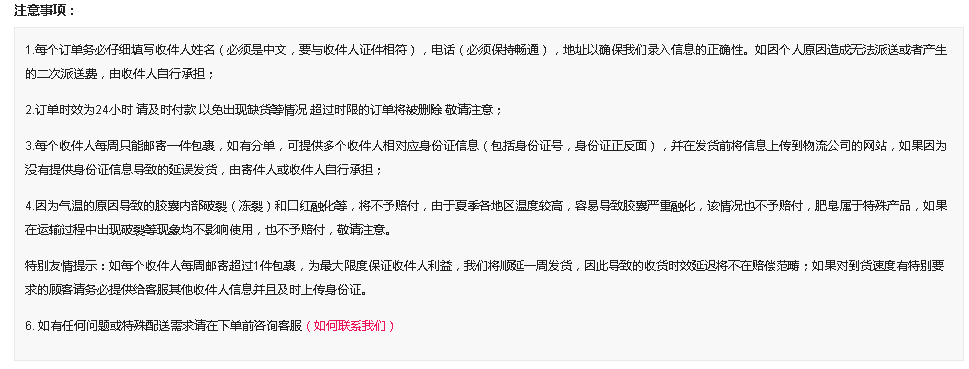 注意事项：
1.每个订单务必仔细填写收件人姓名（必须是中文，要与收件人证件相符），电话（必须保持畅通），地址以确保我们录入信息的正确性。如因个人原因造成无法派送或者产生
的二次派送费，由收件人自行承担；
2.订单时效为24小时 请及时付款 以免出现缺货等情况 超过时限的订单将被删除 敬请注意；
3.每个收件人每周只能邮寄一件包裹，如有分单，可提供多个收件人相对应身份证信息（包括身份证号，身份证正反面），并在发货前将信息上传到物流公司的网站，如果因为
没有提供身份证信息导致的延误发货，由寄件人或收件人自行承担；
4.因为气温的原因导致的胶囊内部破裂（冻裂）和口红融化等，将不予赔付，由于夏季各地区温度较高，容易导致胶囊严重融化，该情况也不予赔付，肥皂属于特殊产品，如果
在运输过程中出现破裂等现象均不影响使用，也不予赔付，敬请注意。
特别友情提示：如每个收件人每周邮寄超过1件包裹，为最大限度保证收件人利益，我们将顺延一周发货，因此导致的收货时效延迟将不在赔偿范畴；如果对到货速度有特别要
求的顾客请务必提供给客服其他收件人信息并且及时上传身份证。
6. 如有任何问题或特殊配送需求请在下单前咨询客服（如何联系我们）